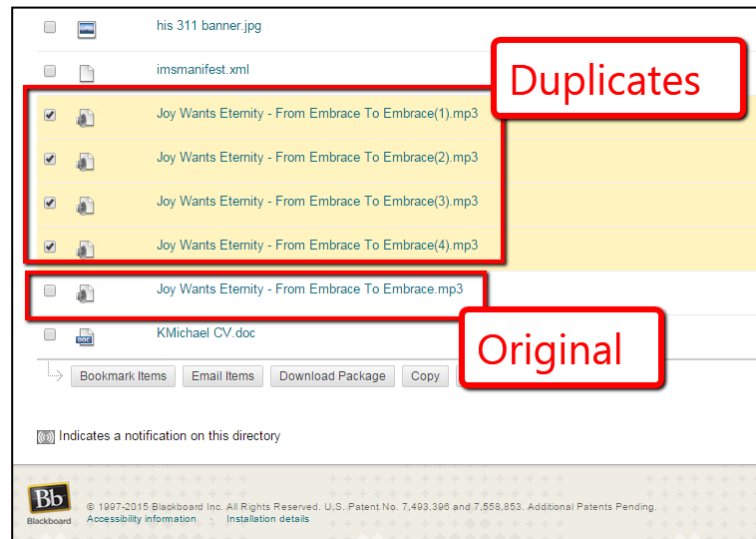 his 311 banner.jpg
imsmanifest.xml
Duplicates
Joy Wants Eternity - From Embrace To Embrace(1).mp3
Joy Wants Eternity - From Embrace To Embrace(2).mp3
Joy Wants Eternity - From Embrace To Embrace(3).mp3
Joy Wants Eternity - From Embrace To Embrace(4).mp3
Joy Wants Eternity - From Embrace To Embrace.mp3
KMichael CV.doc
DOC
Original
Bookmark Items Email Items Download Package Copy
Indicates a notification on this directory
Bb
Blackboard
© 1997-2015 Blackboard Inc. All Rights Reserved. U.S. Patent No. 7,493,396 and 7,558,853. Additional Patents Pending.
Accessibility information · Installation details